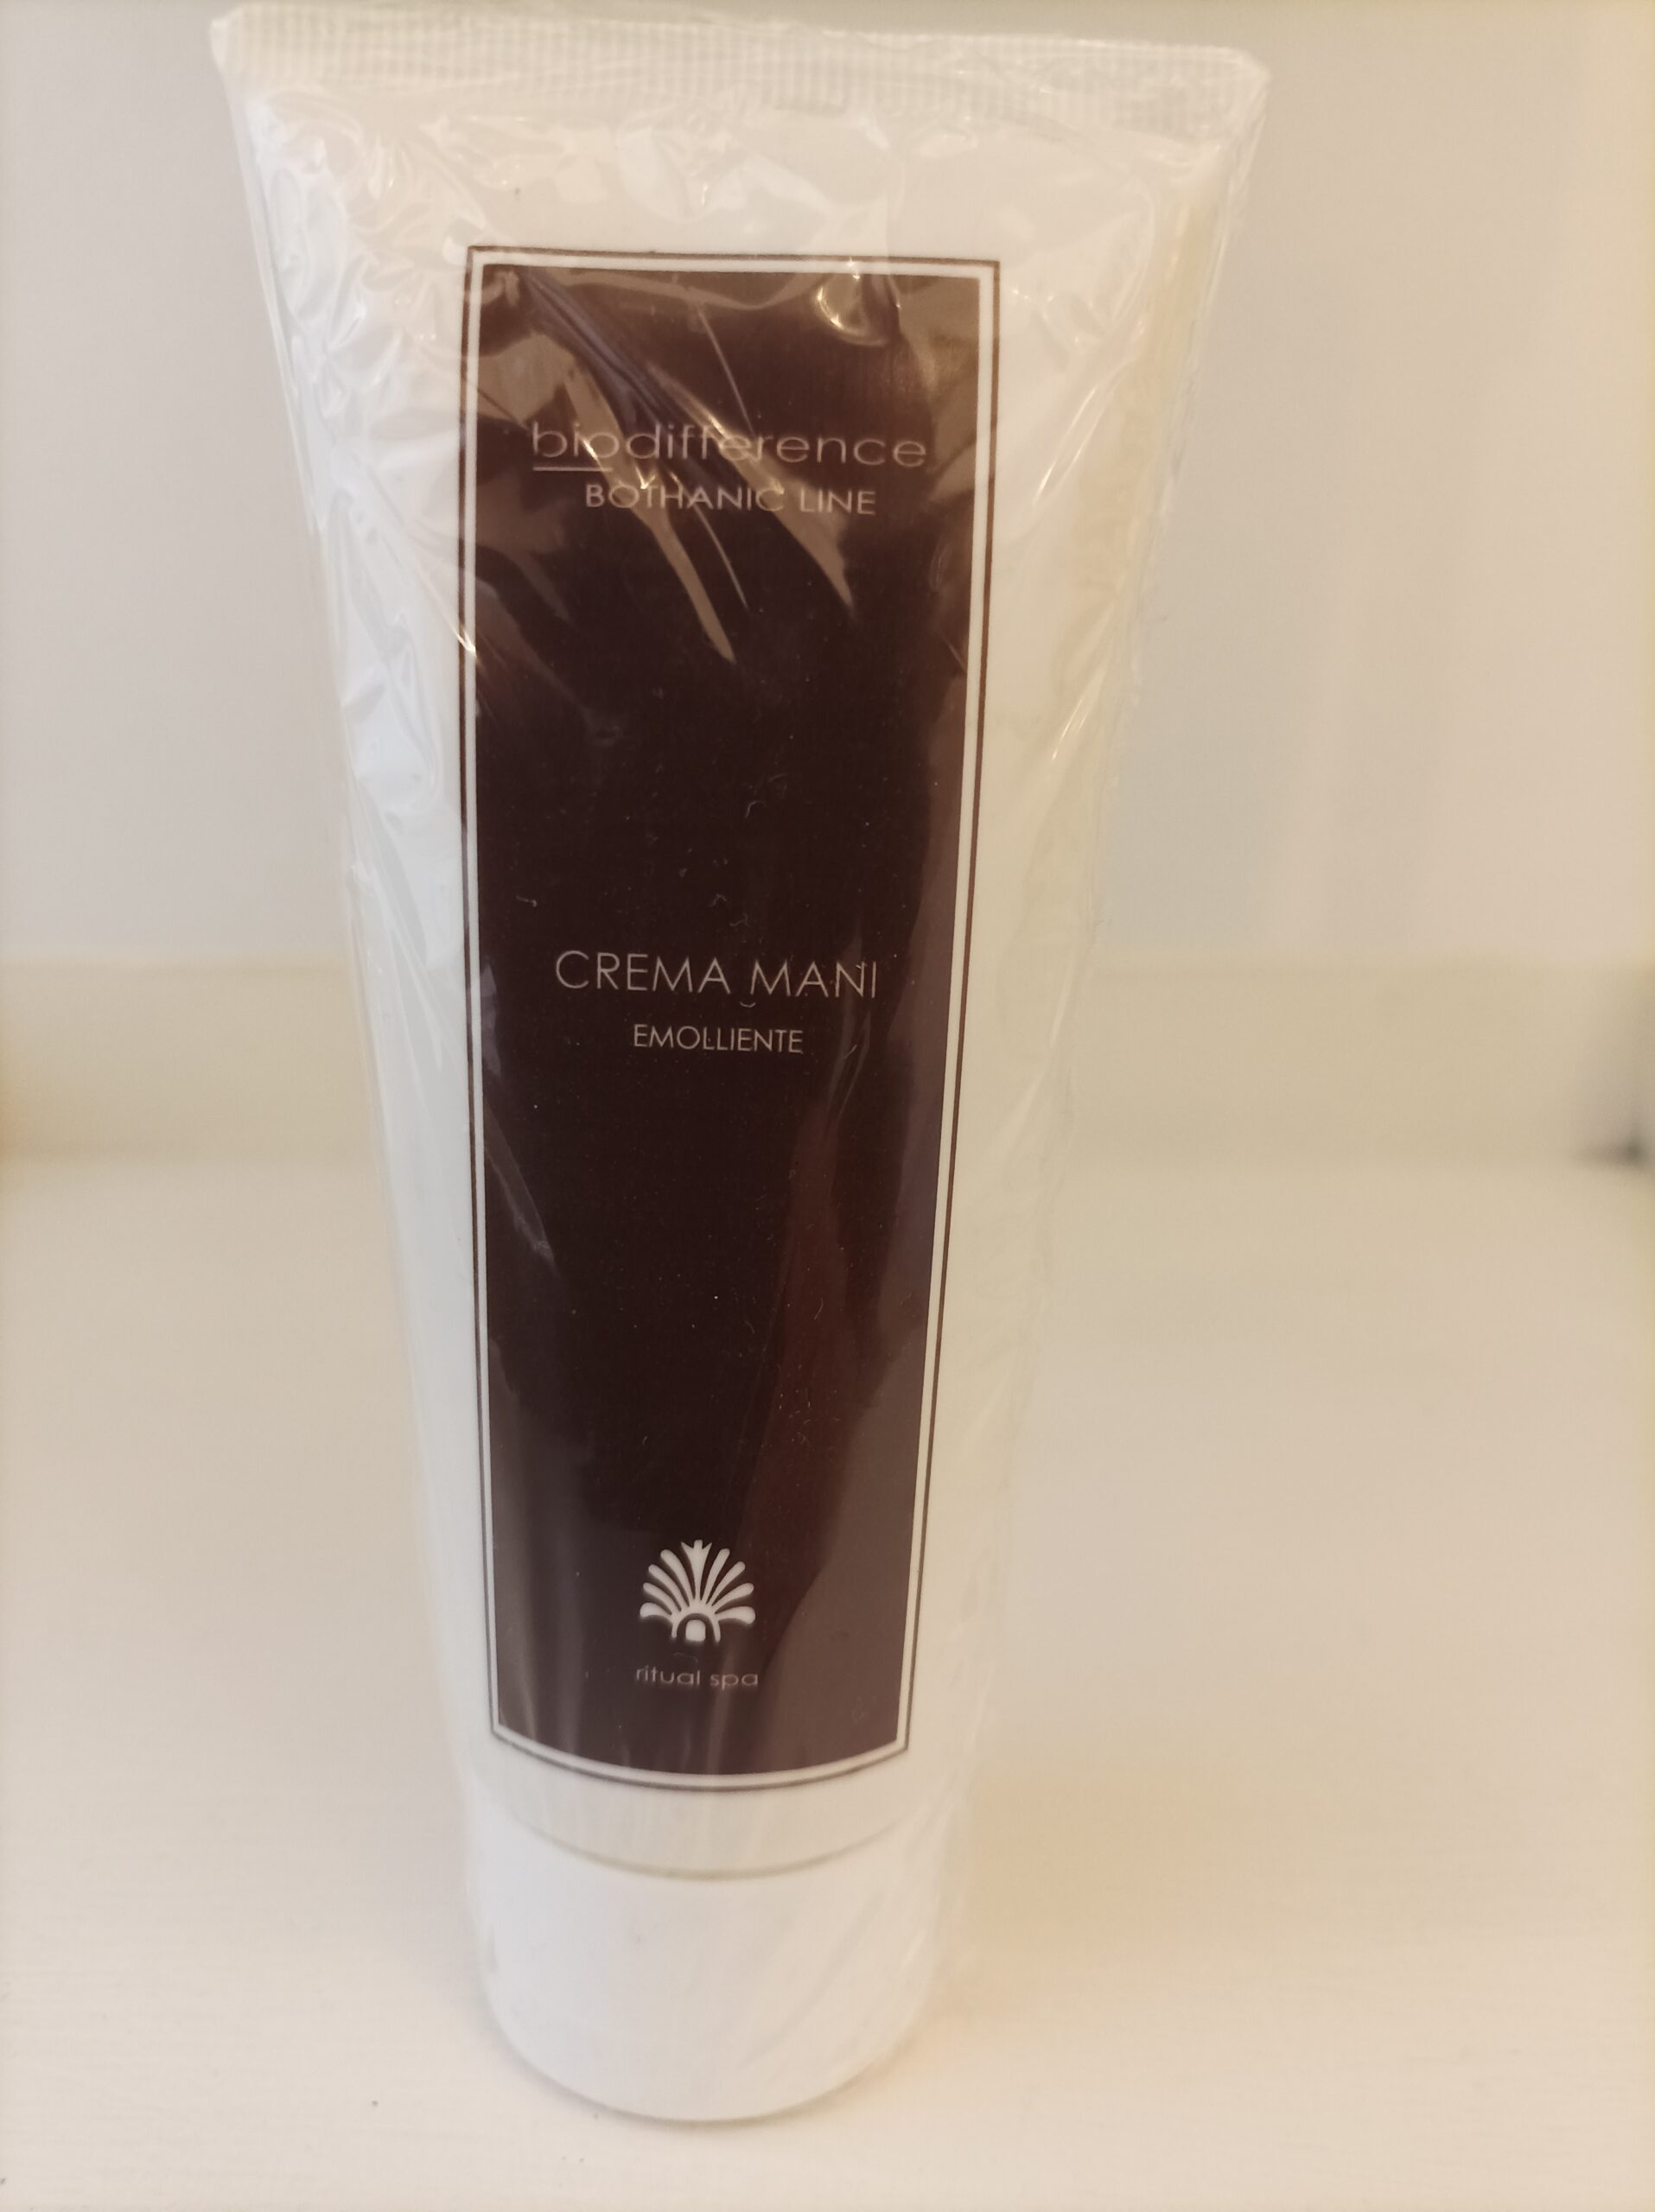 biodifference
BOTHANIC LINE
CREMA MANI
EMOLLIENTE
ritual spa